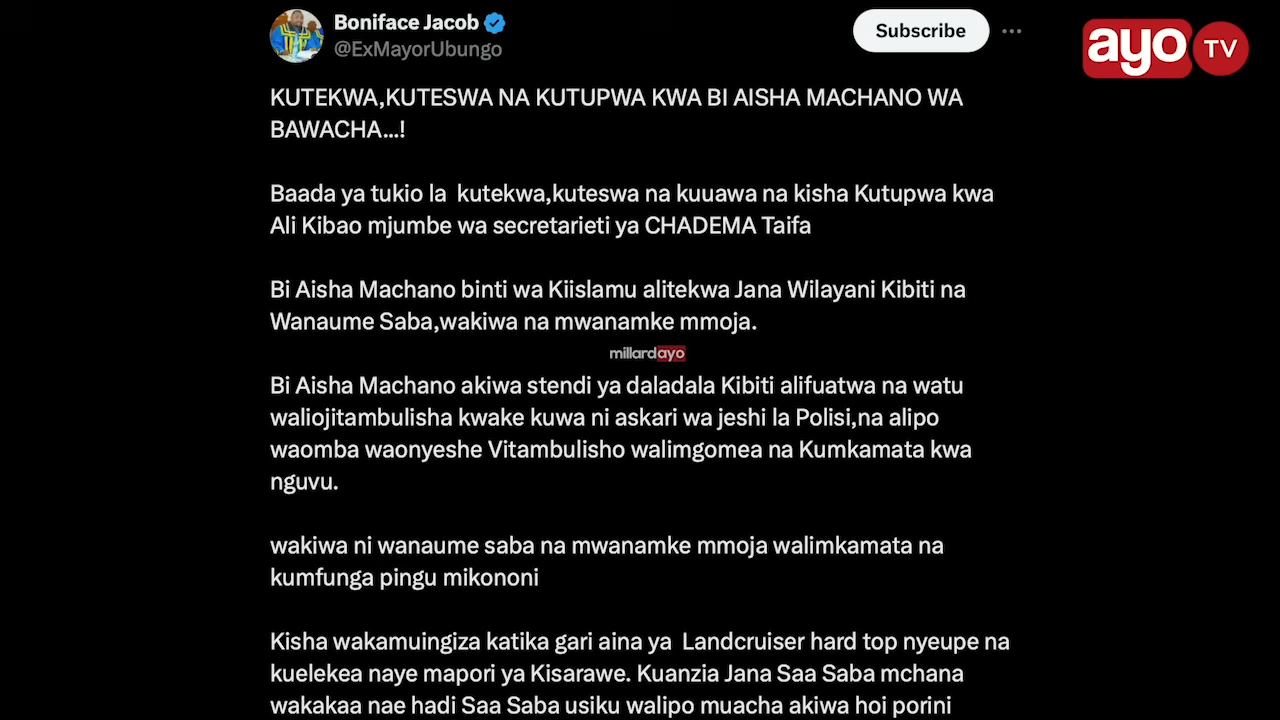 Boniface Jacob
@ExMayorUbungo
Subscribe
ayo TV
KUTEKWA,KUTESWA NA KUTUPWA KWA BI AISHA MACHANO WA
BAWACHA...!
Baada ya tukio la kutekwa,kuteswa na kuuawa na kisha Kutupwa kwa
Ali Kibao mjumbe wa secretarieti ya CHADEMA Taifa
Bi Aisha Machano binti wa Kiislamu alitekwa Jana Wilayani Kibiti na
Wanaume Saba,wakiwa na mwanamke mmoja.
millardayo
Bi Aisha Machano akiwa stendi ya daladala Kibiti alifuatwa na watu
waliojitambulisha kwake kuwa ni askari wa jeshi la Polisi,na alipo
waomba waonyeshe Vitambulisho walimgomea na Kumkamata kwa
nguvu.
wakiwa ni wanaume saba na mwanamke mmoja walimkamata na
kumfunga pingu mikononi
Kisha wakamuingiza katika gari aina ya Landcruiser hard top nyeupe na
kuelekea naye mapori ya Kisarawe. Kuanzia Jana Saa Saba mchana
wakakaa nae hadi Saa Saba usiku walipo muacha akiwa hoi porini